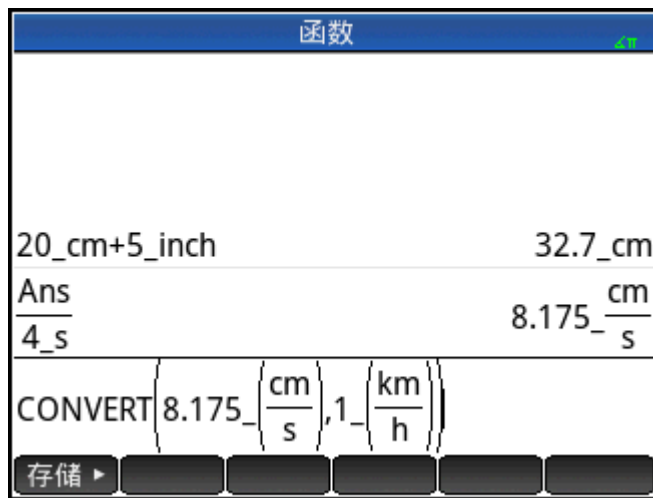 函数
∡π
20_cm+5_inch
32.7_cm
Ans
4_s
8.175_cm
s
CONVERT(8.175_(cm/s),1_(km/h))
存储 ▸